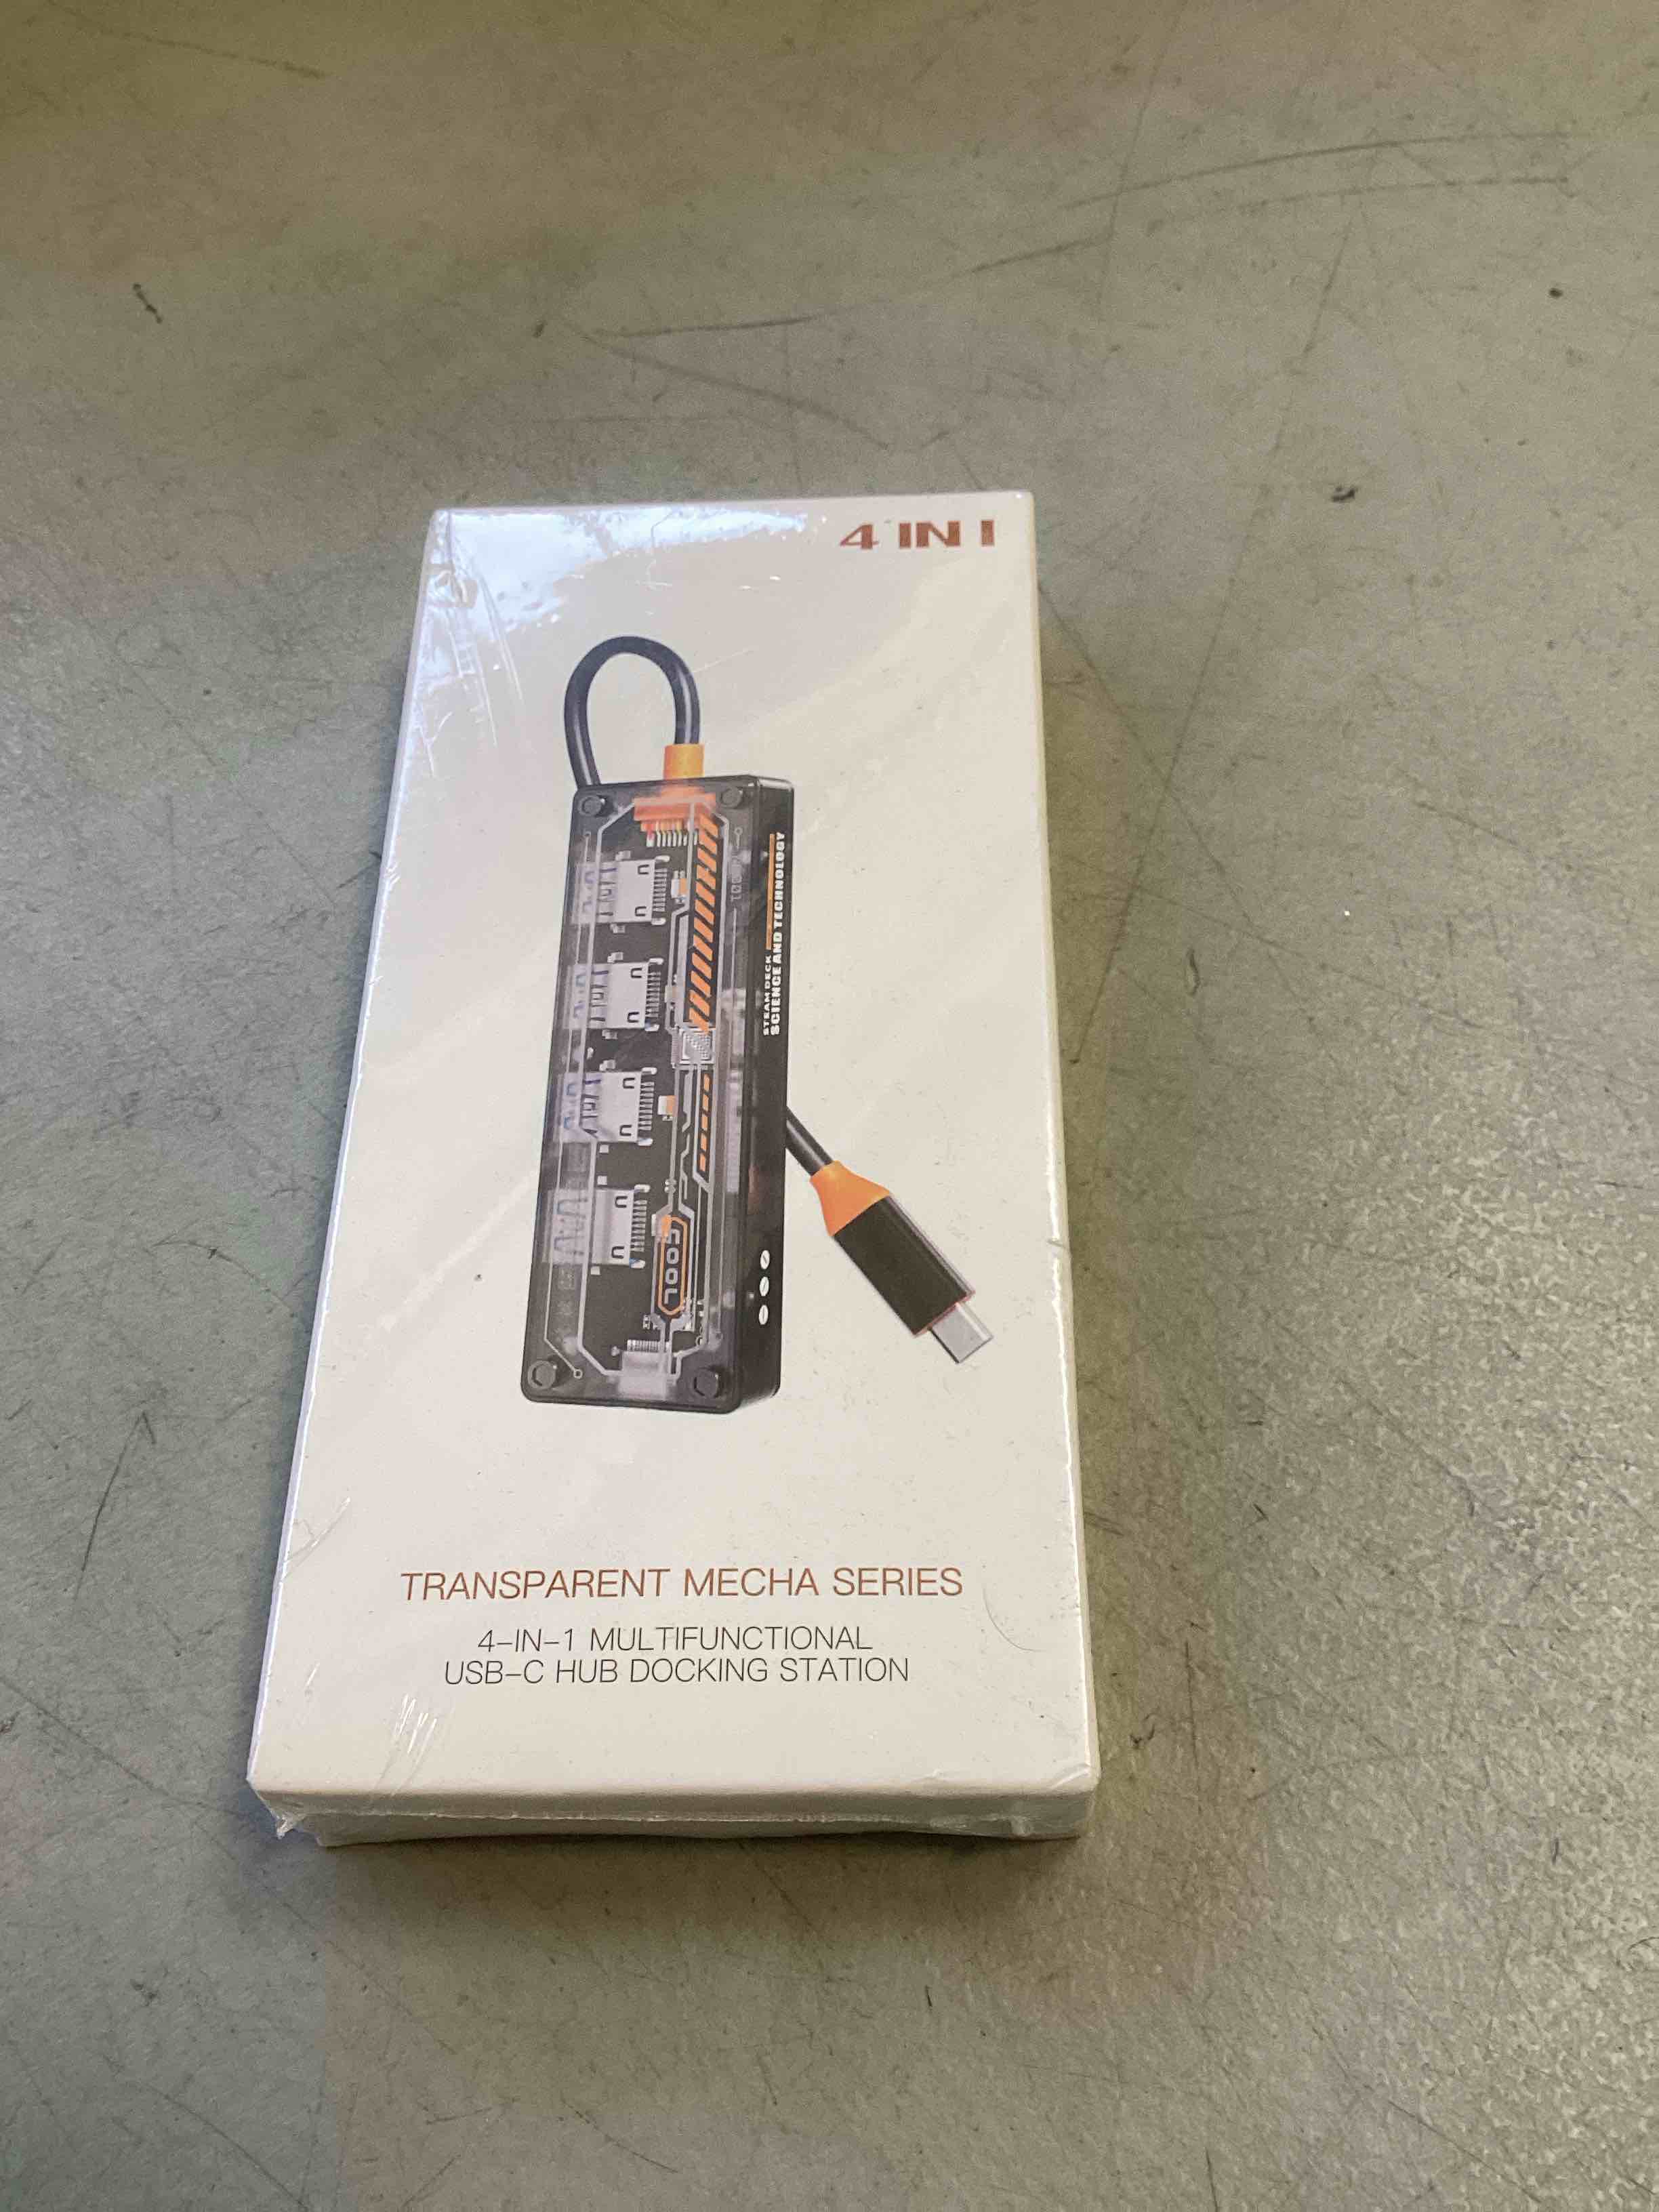 4 IN 1
STEAM DECK
SCIENCE AND TECHNOLOGY
COOL
TRANSPARENT MECHA SERIES
4-IN-1 MULTIFUNCTIONAL
USB-C HUB DOCKING STATION